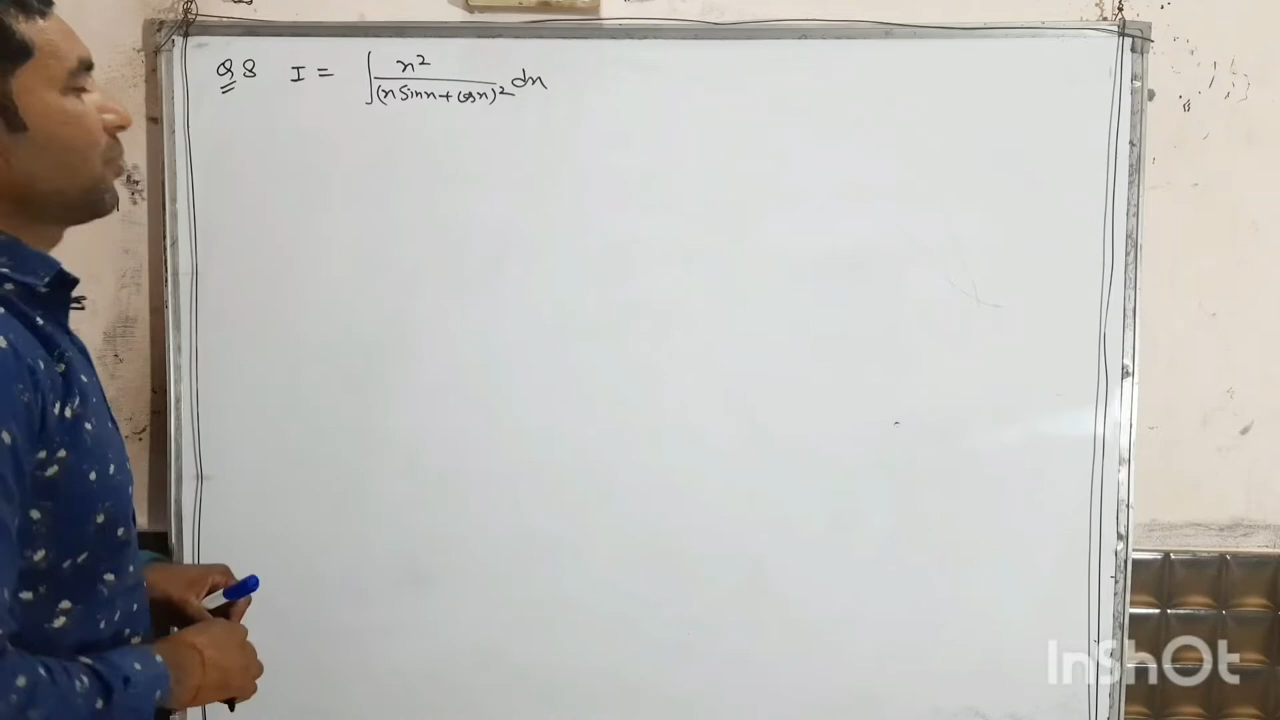 Q8 I = ∫ x² / (x Sinx + Cosx)² dx
InShOt